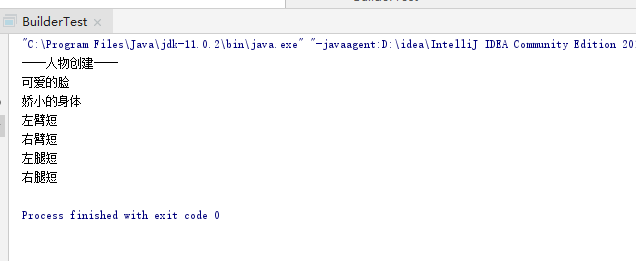 BuilderTest
"C:\Program Files\Java\jdk-11.0.2\bin\java.exe" "-javaagent:D:\idea\IntelliJ IDEA Community Edition 20
——人物创建——
可爱的脸
娇小的身体
左臂短
右臂短
左腿短
右腿短
Process finished with exit code 0